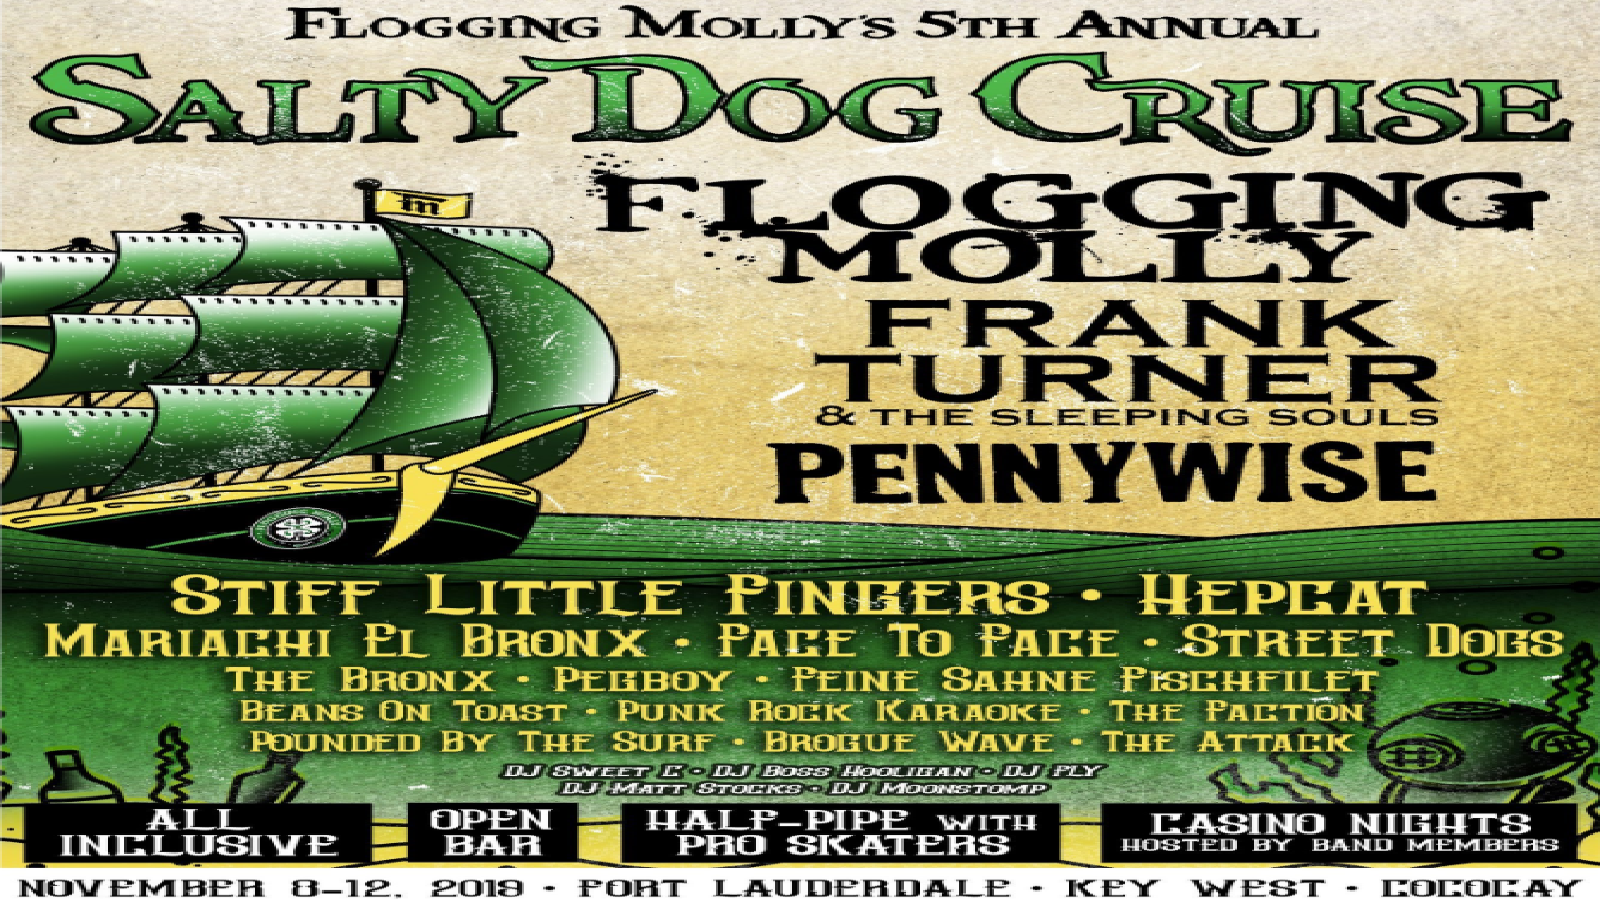 FLOGGING MOLLY'S 5TH ANNUAL
SALTY DOG CRUISE
FLOGGING
MOLLY
FRANK
TURNER
& THE SLEEPING SOULS
PENNYWISE
STIFF LITTLE FINGERS • HEPCAT
MARIACHI EL BRONX • FACE TO FACE • STREET DOGS
THE BRONX • PEGBOY • FEINE SAHNE FISCHFILET
BEANS ON TOAST • PUNK ROCK KARAOKE • THE FACTION
POUNDED BY THE SURF • BROGUE WAVE • THE ATTACK
DJ SWEET C • DJ BOSS HOOLIGAN • DJ FLY
DJ MATT STOCKS • DJ MOONSTOMP
ALL
INCLUSIVE
OPEN
BAR
HALF-PIPE WITH
PRO SKATERS
CASINO NIGHTS
HOSTED BY BAND MEMBERS
NOVEMBER 8-12, 2019 • FORT LAUDERDALE • KEY WEST • COCOCAY